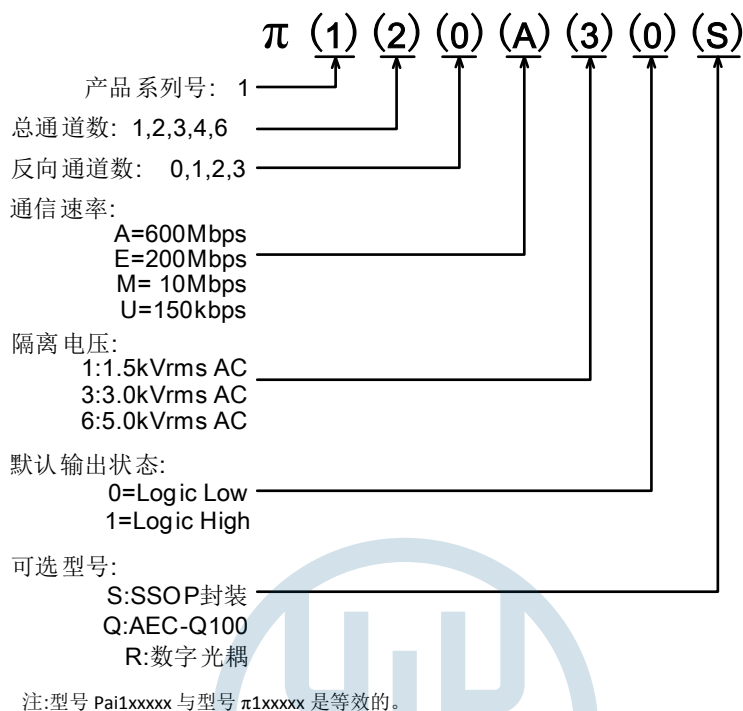 π (1) (2) (0) (A) (3) (0) (S)
产品系列号: 1
总通道数: 1,2,3,4,6
反向通道数: 0,1,2,3
通信速率:
A=600Mbps
E=200Mbps
M= 10Mbps
U=150kbps
隔离电压:
1:1.5kVrms AC
3:3.0kVrms AC
6:5.0kVrms AC
默认输出状态:
0=Logic Low
1=Logic High
可选型号:
S:SSOP封装
Q:AEC-Q100
R:数字光耦
注:型号 Pai1xxxxx 与型号 π1xxxxx 是等效的。